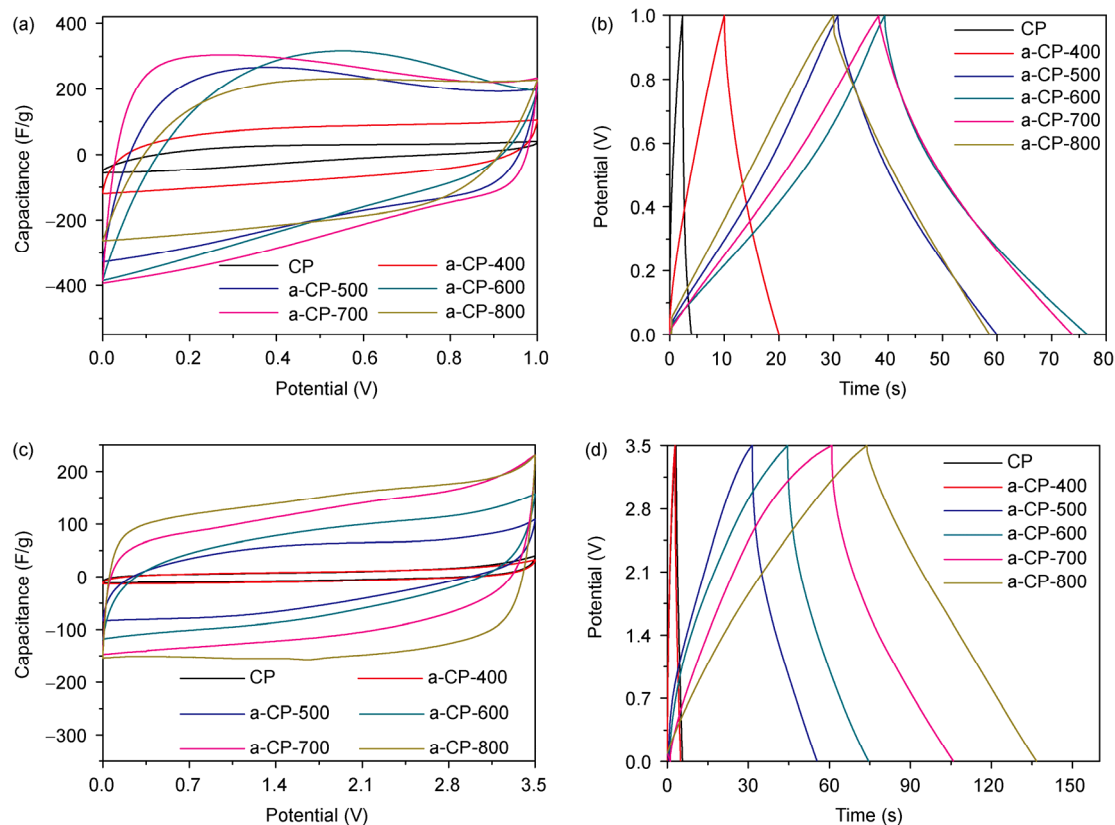 (a)
400
200
0
−200
−400
Capacitance (F/g)
CP
a-CP-400
a-CP-500
a-CP-600
a-CP-700
a-CP-800
0.0
0.2
0.4
0.6
0.8
1.0
Potential (V)
(b)
1.0
0.8
0.6
0.4
0.2
0.0
Potential (V)
CP
a-CP-400
a-CP-500
a-CP-600
a-CP-700
a-CP-800
0
10
20
30
40
50
60
70
80
Time (s)
(c)
200
100
0
−100
−200
−300
Capacitance (F/g)
CP
a-CP-400
a-CP-500
a-CP-600
a-CP-700
a-CP-800
0.0
0.7
1.4
2.1
2.8
3.5
Potential (V)
(d)
3.5
2.8
2.1
1.4
0.7
0.0
Potential (V)
CP
a-CP-400
a-CP-500
a-CP-600
a-CP-700
a-CP-800
0
30
60
90
120
150
Time (s)